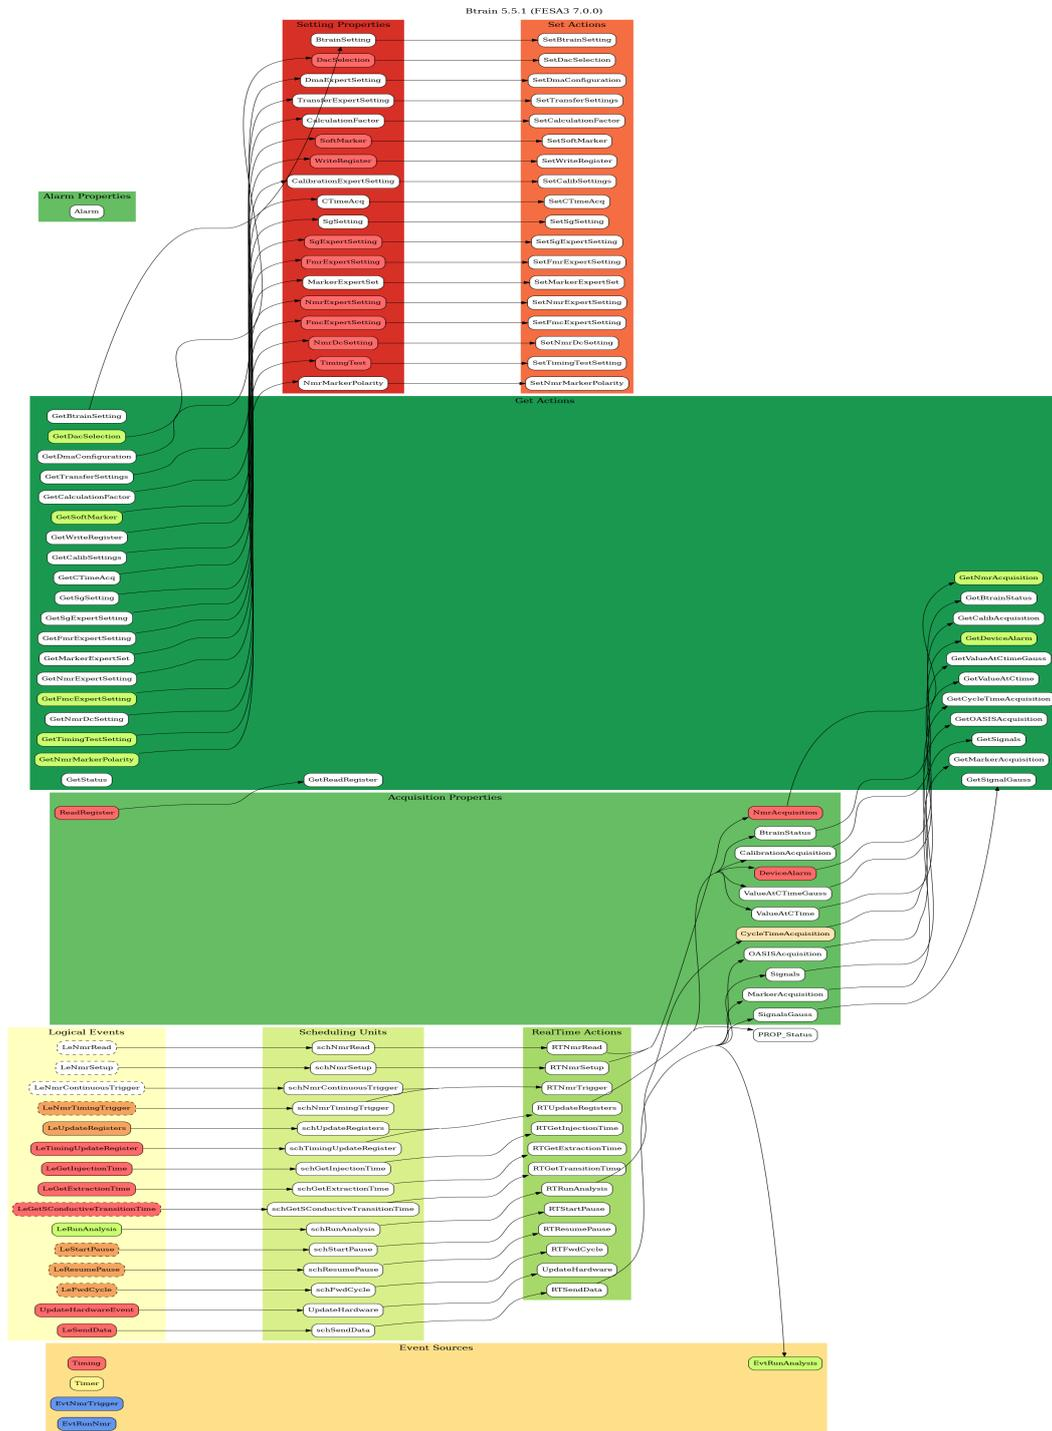 Btrain 5.5.1 (FESA3 7.0.0)
Setting Properties
Set Actions
BtrainSetting
SetBtrainSetting
DacSelection
SetDacSelection
DmaExpertSetting
SetDmaConfiguration
TransferExpertSetting
SetTransferSettings
CalculationFactor
SetCalculationFactor
SoftMarker
SetSoftMarker
WriteRegister
SetWriteRegister
CalibrationExpertSetting
SetCalibSettings
Alarm Properties
Alarm
CTimeAcq
SetCTimeAcq
SgSetting
SetSgSetting
SgExpertSetting
SetSgExpertSetting
FmrExpertSetting
SetFmrExpertSetting
MarkerExpertSet
SetMarkerExpertSet
NmrExpertSetting
SetNmrExpertSetting
FmcExpertSetting
SetFmcExpertSetting
NmrDcSetting
SetNmrDcSetting
TimingTest
SetTimingTestSetting
NmrMarkerPolarity
SetNmrMarkerPolarity
Get Actions
GetBtrainSetting
GetDacSelection
GetDmaConfiguration
GetTransferSettings
GetCalculationFactor
GetSoftMarker
GetWriteRegister
GetCalibSettings
GetCTimeAcq
GetNmrAcquisition
GetSgSetting
GetBtrainStatus
GetSgExpertSetting
GetCalibAcquisition
GetFmrExpertSetting
GetDeviceAlarm
GetMarkerExpertSet
GetValueAtCtimeGauss
GetNmrExpertSetting
GetValueAtCtime
GetFmcExpertSetting
GetCycleTimeAcquisition
GetNmrDcSetting
GetOASISAcquisition
GetTimingTestSetting
GetSignals
GetNmrMarkerPolarity
GetMarkerAcquisition
GetStatus
GetReadRegister
GetSignalGauss
Acquisition Properties
ReadRegister
NmrAcquisition
BtrainStatus
CalibrationAcquisition
DeviceAlarm
ValueAtCTimeGauss
ValueAtCTime
CycleTimeAcquisition
OASISAcquisition
Signals
MarkerAcquisition
SignalsGauss
PROP_Status
Logical Events
Scheduling Units
RealTime Actions
LeNmrRead
schNmrRead
RTNmrRead
LeNmrSetup
schNmrSetup
RTNmrSetup
LeNmrContinuousTrigger
schNmrContinuousTrigger
RTNmrTrigger
LeNmrTimingTrigger
schNmrTimingTrigger
RTUpdateRegisters
LeUpdateRegisters
schUpdateRegisters
RTGetInjectionTime
LeTimingUpdateRegister
schTimingUpdateRegister
RTGetExtractionTime
LeGetInjectionTime
schGetInjectionTime
RTGetTransitionTime
LeGetExtractionTime
schGetExtractionTime
RTRunAnalysis
LeGetSConductiveTransitionTime
schGetSConductiveTransitionTime
RTStartPause
LeRunAnalysis
schRunAnalysis
RTResumePause
LeStartPause
schStartPause
RTFwdCycle
LeResumePause
schResumePause
UpdateHardware
LeFwdCycle
schFwdCycle
RTSendData
UpdateHardwareEvent
UpdateHardware
LeSendData
schSendData
Event Sources
Timing
EvtRunAnalysis
Timer
EvtNmrTrigger
EvtRunNmr